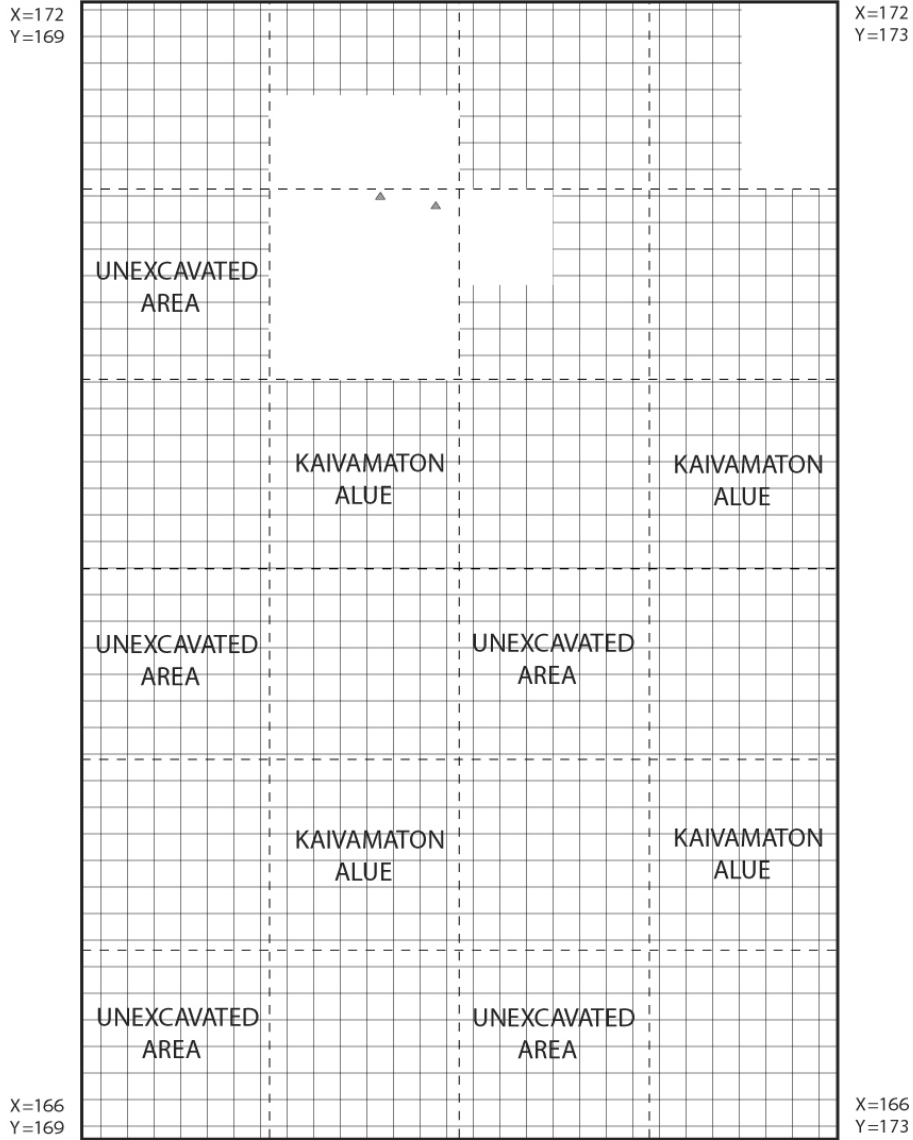 X=172
Y=169
X=172
Y=173
UNEXCAVATED
AREA
KAIVAMATON
ALUE
KAIVAMATON
ALUE
UNEXCAVATED
AREA
UNEXCAVATED
AREA
KAIVAMATON
ALUE
KAIVAMATON
ALUE
UNEXCAVATED
AREA
UNEXCAVATED
AREA
X=166
Y=169
X=166
Y=173